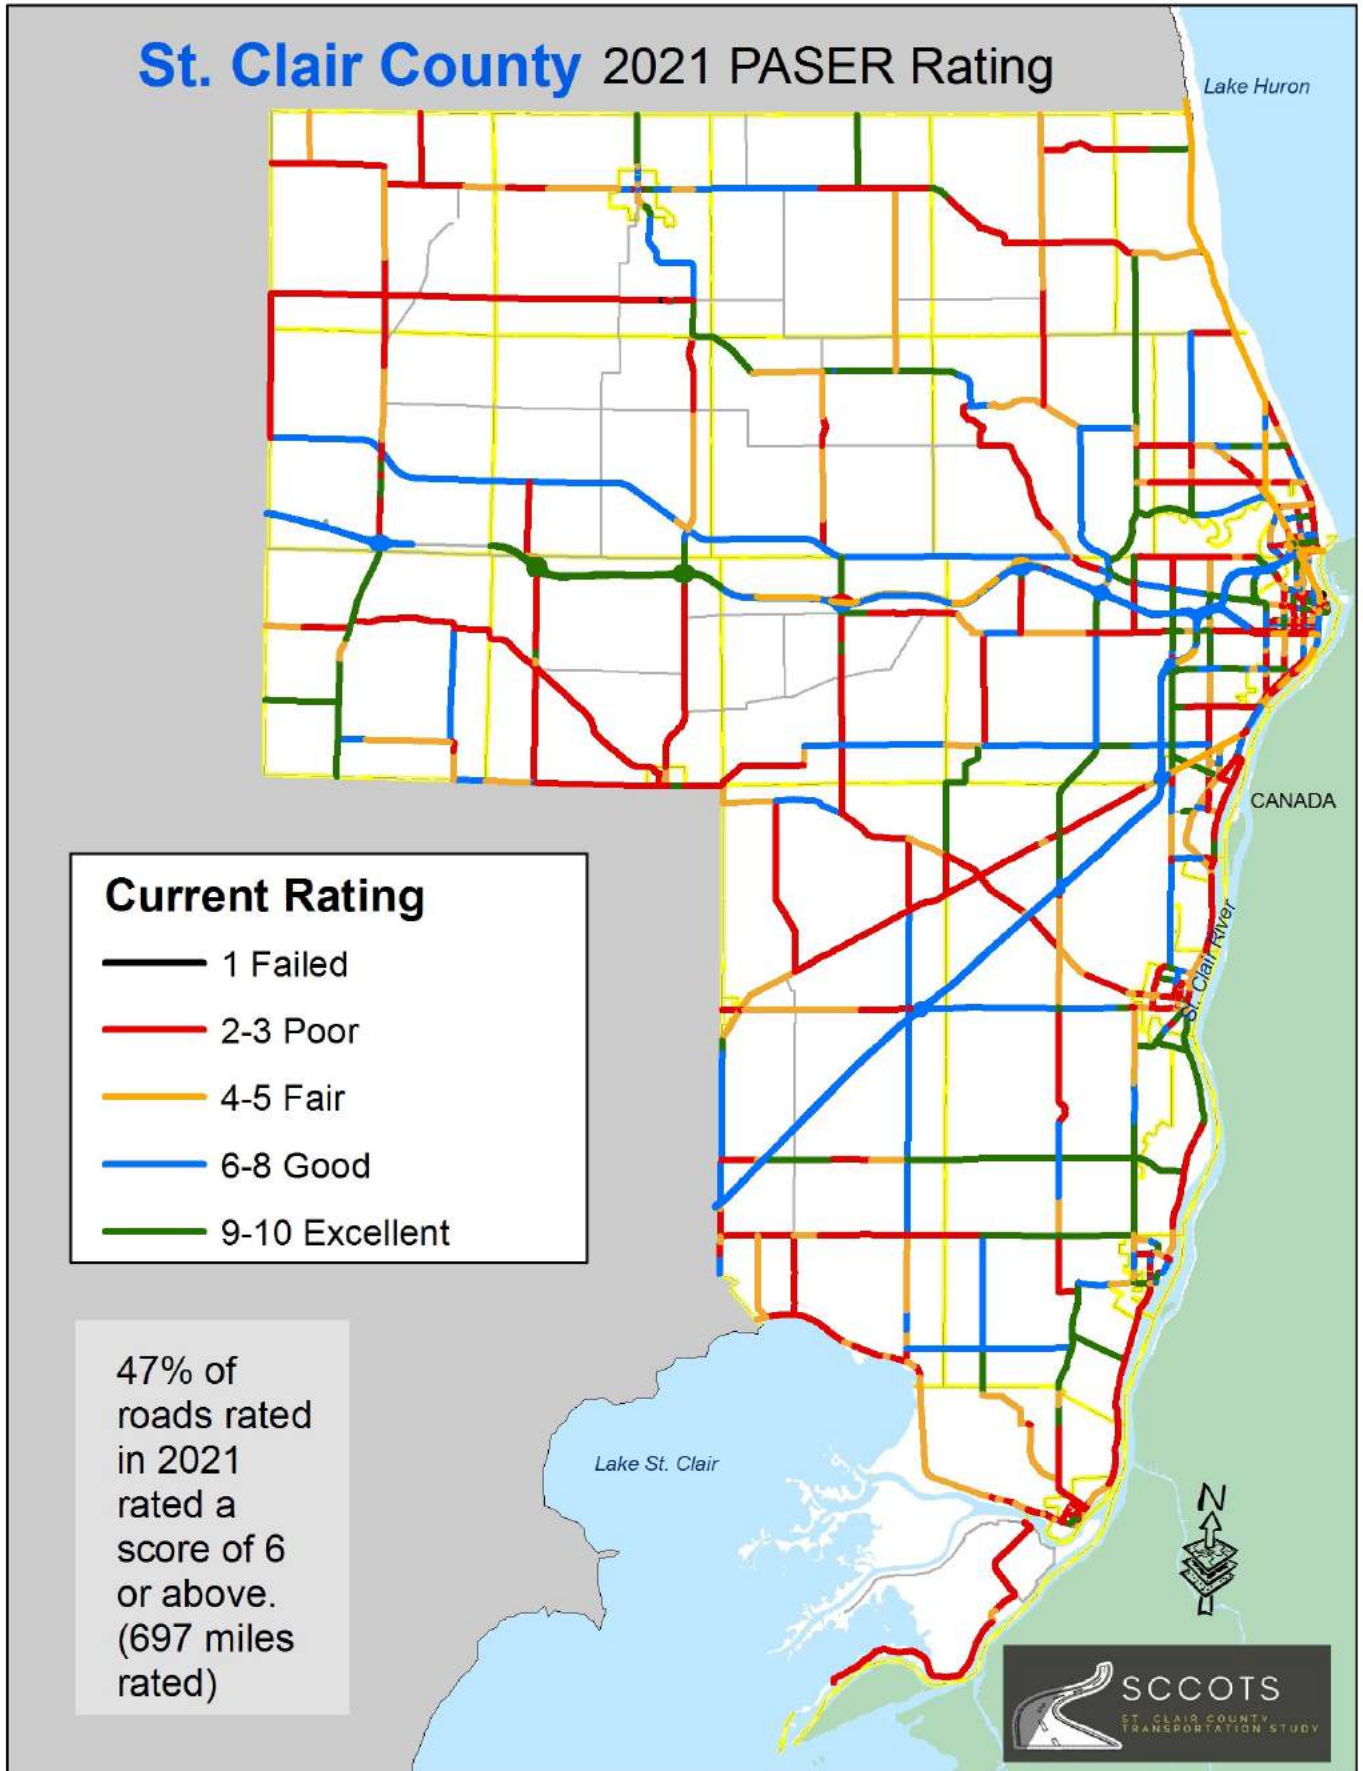 St. Clair County 2021 PASER Rating
Lake Huron
CANADA
Current Rating
1 Failed
2-3 Poor
4-5 Fair
6-8 Good
9-10 Excellent
St. Clair River
47% of
roads rated
in 2021
rated a
score of 6
or above.
(697 miles
rated)
Lake St. Clair
N
SCCOTS
ST. CLAIR COUNTY
TRANSPORTATION STUDY